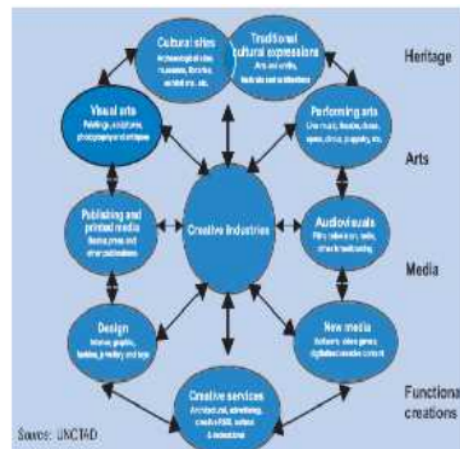 Cultural sites
Archaeological sites,
museums, libraries,
exhibitions, etc.
Traditional
cultural expressions
Arts and crafts,
festivals and celebrations
Heritage
Visual arts
Paintings, sculptures,
photography and antiques
Performing arts
Live music, theatre, dance,
opera, circus, puppetry, etc.
Arts
Publishing and
printed media
Books, press and
other publications
Creative industries
Audiovisuals
Film, television, radio,
other broadcasting
Media
Design
Interior, graphic,
fashion, jewellery and toys
New media
Software, video games,
digitalized creative content
Creative services
Architectural, advertising,
creative R&D, cultural
& recreational
Functional
creations
Source: UNCTAD